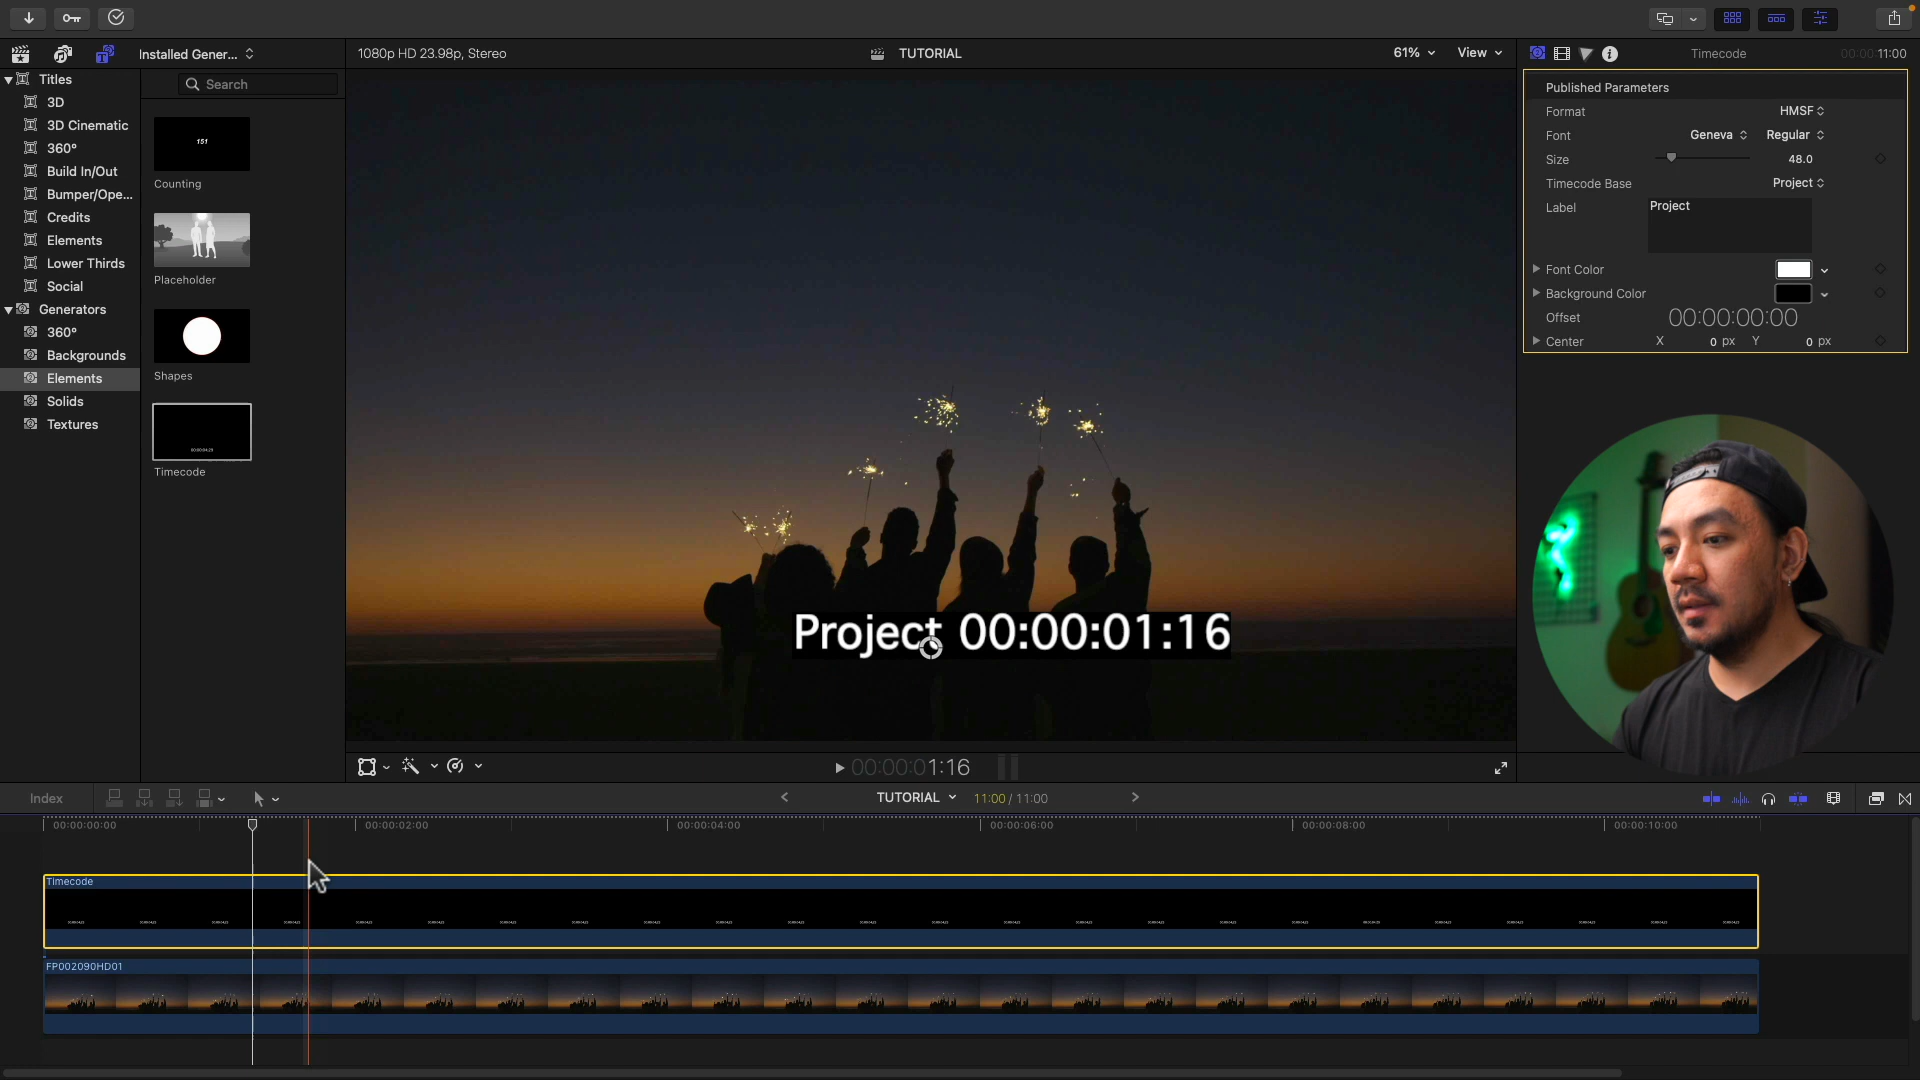 Installed Gener...
1080p HD 23.98p, Stereo
TUTORIAL
61%
View
Timecode
00:00:11:00
Titles
3D
3D Cinematic
360°
Build In/Out
Bumper/Ope...
Credits
Elements
Lower Thirds
Social
Generators
360°
Backgrounds
Elements
Solids
Textures
Search
151
Counting
Placeholder
Shapes
Timecode
Published Parameters
Format
HMSF
Font
Geneva
Regular
Size
48.0
Timecode Base
Project
Label
Project
Font Color
Background Color
Offset
00:00:00:00
Center
X
0 px
Y
0 px
Project 00:00:01:16
00:00:01:16
Index
TUTORIAL
11:00 / 11:00
00:00:00:00
00:00:02:00
00:00:04:00
00:00:06:00
00:00:08:00
00:00:10:00
Timecode
FP002090HD01